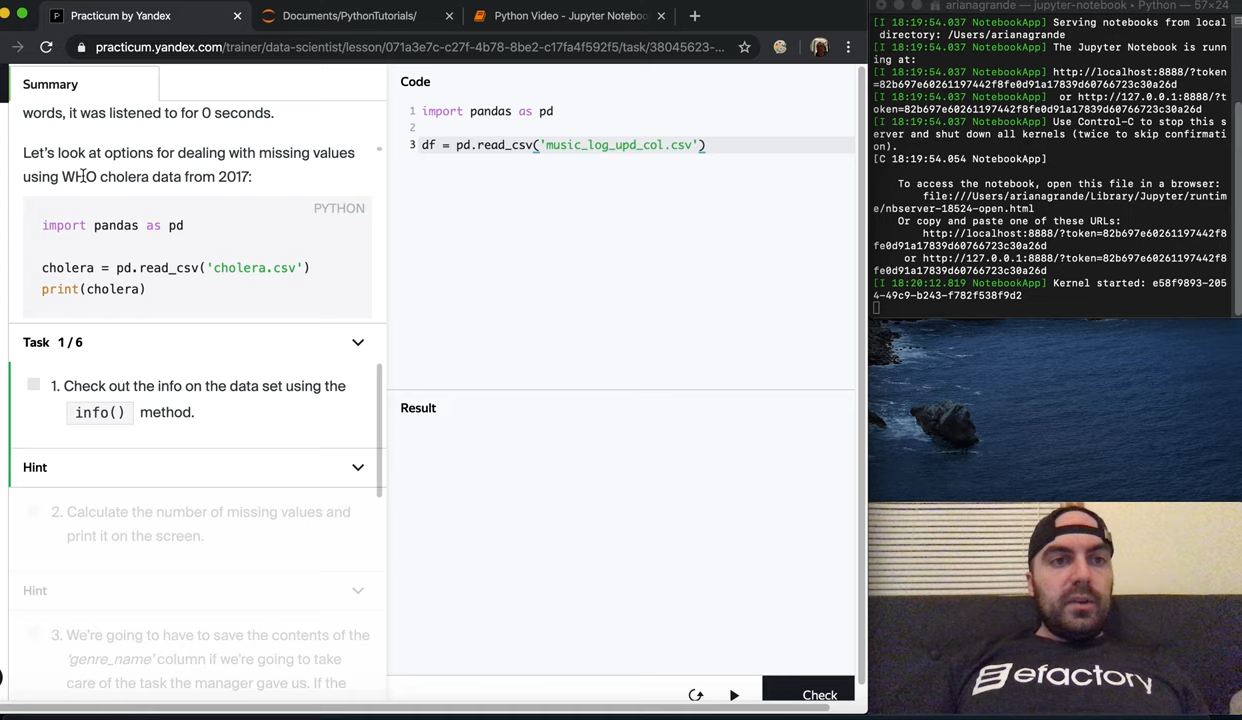 Practicum by Yandex
Documents/PythonTutorials/
Python Video - Jupyter Noteboo
practicum.yandex.com/trainer/data-scientist/lesson/071a3e7c-c27f-4b78-8be2-c17fa4f592f5/task/38045623-...
Summary
words, it was listened to for 0 seconds.
Let's look at options for dealing with missing values
using WHO cholera data from 2017:
PYTHON
import pandas as pd
cholera = pd.read_csv('cholera.csv')
print(cholera)
Task 1 / 6
1. Check out the info on the data set using the
info() method.
Hint
2. Calculate the number of missing values and
print it on the screen.
Hint
3. We're going to have to save the contents of the
'genre_name' column if we're going to take
care of the task the manager gave us. If the
Code
1 import pandas as pd
2
3 df = pd.read_csv('music_log_upd_col.csv')
Result
Check
arianagrande — jupyter-notebook • Python — 57×24
[I 18:19:54.037 NotebookApp] Serving notebooks from local
directory: /Users/arianagrande
[I 18:19:54.037 NotebookApp] The Jupyter Notebook is runn
ing at:
[I 18:19:54.037 NotebookApp] http://localhost:8888/?token
=82b697e60261197442f8fe0d91a17839d60766723c30a26d
[I 18:19:54.037 NotebookApp]  or http://127.0.0.1:8888/?t
oken=82b697e60261197442f8fe0d91a17839d60766723c30a26d
[I 18:19:54.037 NotebookApp] Use Control-C to stop this s
erver and shut down all kernels (twice to skip confirmati
on).
[C 18:19:54.054 NotebookApp]
To access the notebook, open this file in a browser:
file:///Users/arianagrande/Library/Jupyter/runtim
e/nbserver-18524-open.html
Or copy and paste one of these URLs:
http://localhost:8888/?token=82b697e60261197442f8
fe0d91a17839d60766723c30a26d
or http://127.0.0.1:8888/?token=82b697e60261197442f8
fe0d91a17839d60766723c30a26d
[I 18:20:12.819 NotebookApp] Kernel started: e58f9893-205
4-49c9-b243-f782f538f9d2
efactory